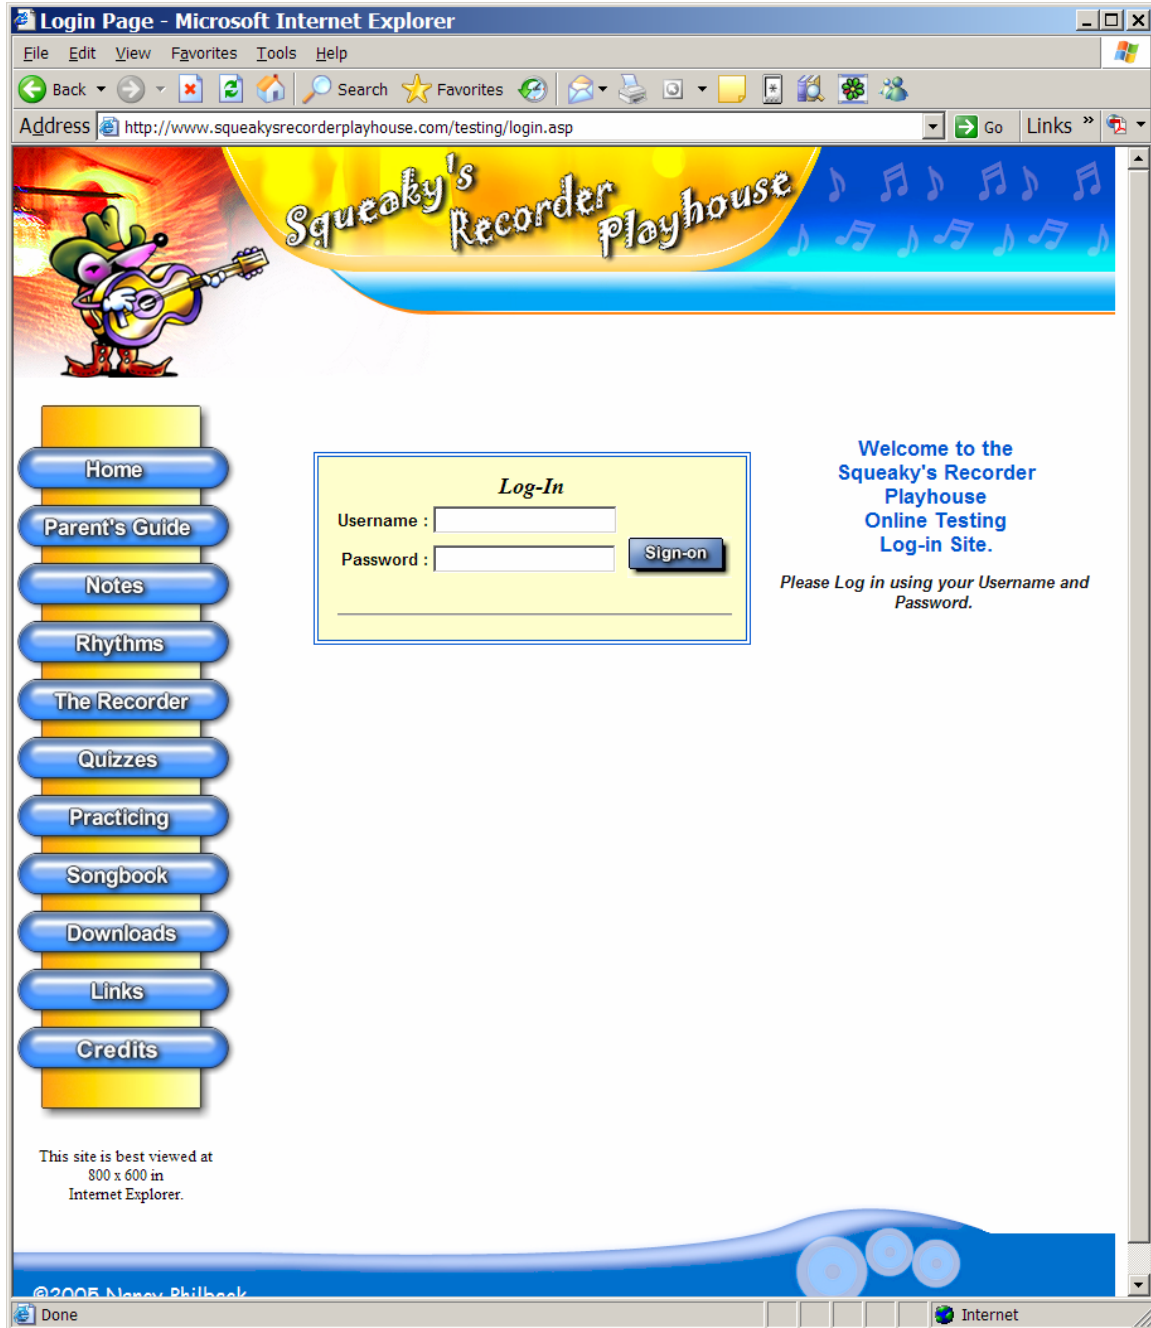 Login Page - Microsoft Internet Explorer
File Edit View Favorites Tools Help
Back Search Favorites
Address http://www.squeakysrecorderplayhouse.com/testing/login.asp Go Links »
Squeaky's Recorder Playhouse
Home
Parent's Guide
Notes
Rhythms
The Recorder
Quizzes
Practicing
Songbook
Downloads
Links
Credits
This site is best viewed at
800 x 600 in
Internet Explorer.
Log-In
Username :
Password :
Sign-on
Welcome to the
Squeaky's Recorder
Playhouse
Online Testing
Log-in Site.
Please Log in using your Username and
Password.
©2005 Nancy
Done Internet